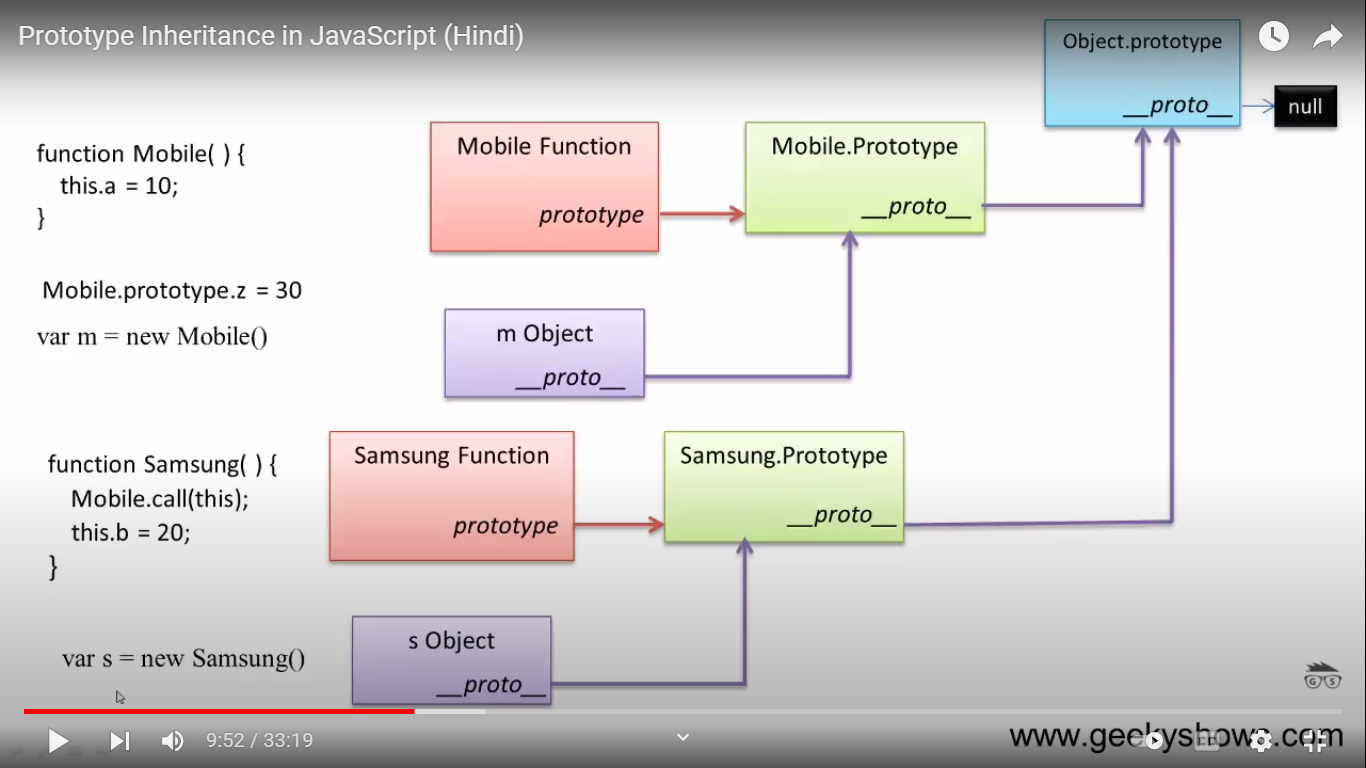 Prototype Inheritance in JavaScript (Hindi)
Object.prototype
__proto__
null
function Mobile( ) {
this.a = 10;
}
Mobile Function
prototype
Mobile.Prototype
__proto__
Mobile.prototype.z = 30
var m = new Mobile()
m Object
__proto__
function Samsung( ) {
Mobile.call(this);
this.b = 20;
}
Samsung Function
prototype
Samsung.Prototype
__proto__
var s = new Samsung()
s Object
__proto__
G S
9:52 / 33:19
www.geekyshows.com